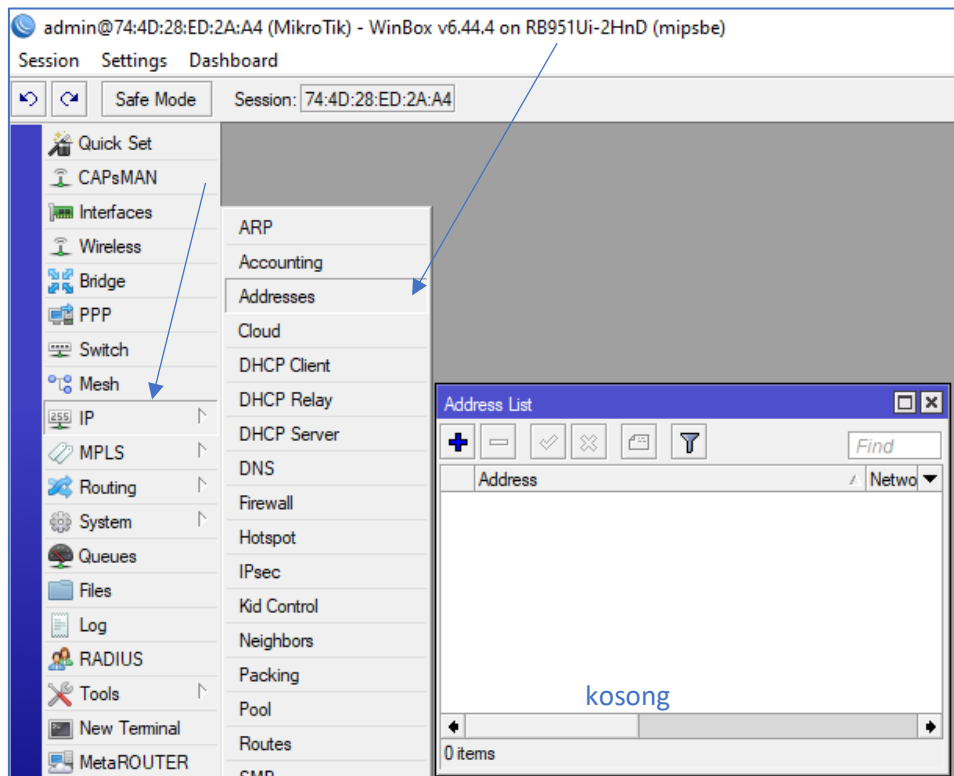 admin@74:4D:28:ED:2A:A4 (MikroTik) - WinBox v6.44.4 on RB951Ui-2HnD (mipsbe)
Session Settings Dashboard
Safe Mode Session: 74:4D:28:ED:2A:A4
Quick Set
CAPsMAN
Interfaces
Wireless
Bridge
PPP
Switch
Mesh
255 IP
MPLS
Routing
System
Queues
Files
Log
RADIUS
Tools
New Terminal
MetaROUTER
ARP
Accounting
Addresses
Cloud
DHCP Client
DHCP Relay
DHCP Server
DNS
Firewall
Hotspot
IPsec
Kid Control
Neighbors
Packing
Pool
Routes
Address List
Find
Address Netwo
kosong
0 items